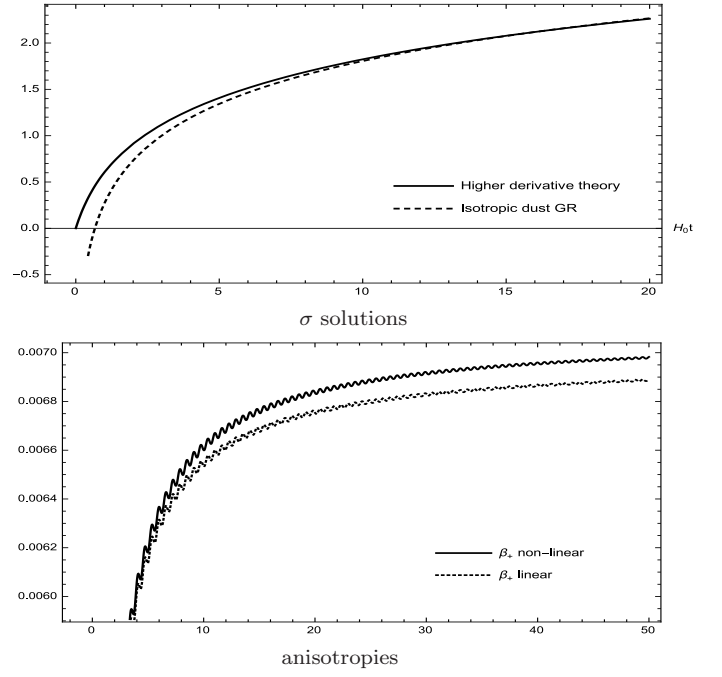 2.0
1.5
1.0
0.5
0.0
−0.5
Higher derivative theory
Isotropic dust GR
H₀t
0 5 10 15 20
σ solutions
0.0070
0.0068
0.0066
0.0064
0.0062
0.0060
β₊ non−linear
β₊ linear
0 10 20 30 40 50
anisotropies